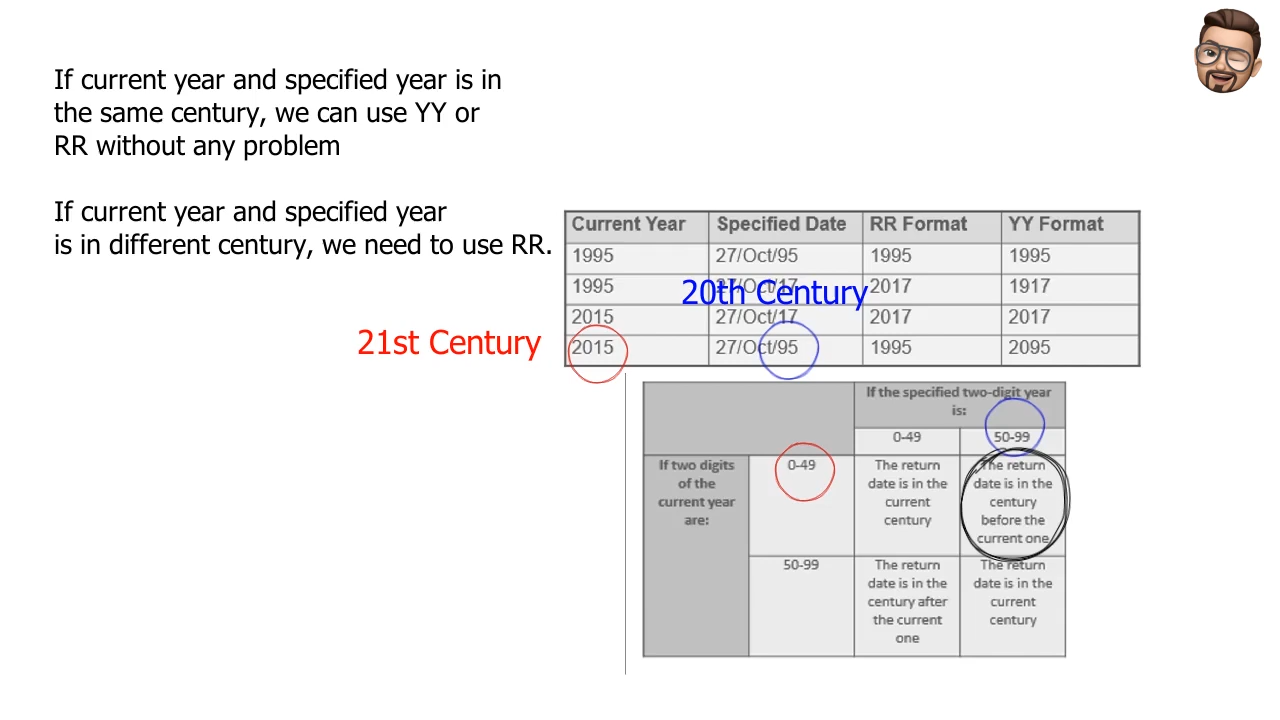 If current year and specified year is in
the same century, we can use YY or
RR without any problem
If current year and specified year
is in different century, we need to use RR.
21st Century
20th Century
Current Year Specified Date RR Format YY Format
1995 27/Oct/95 1995 1995
1995 27/Oct/17 2017 1917
2015 27/Oct/17 2017 2017
2015 27/Oct/95 1995 2095
If the specified two-digit year
is:
0-49 50-99
If two digits
of the
current year
are:
0-49
The return
date is in the
current
century
The return
date is in the
century
before the
current one
50-99
The return
date is in the
century after
the current
one
The return
date is in the
current
century